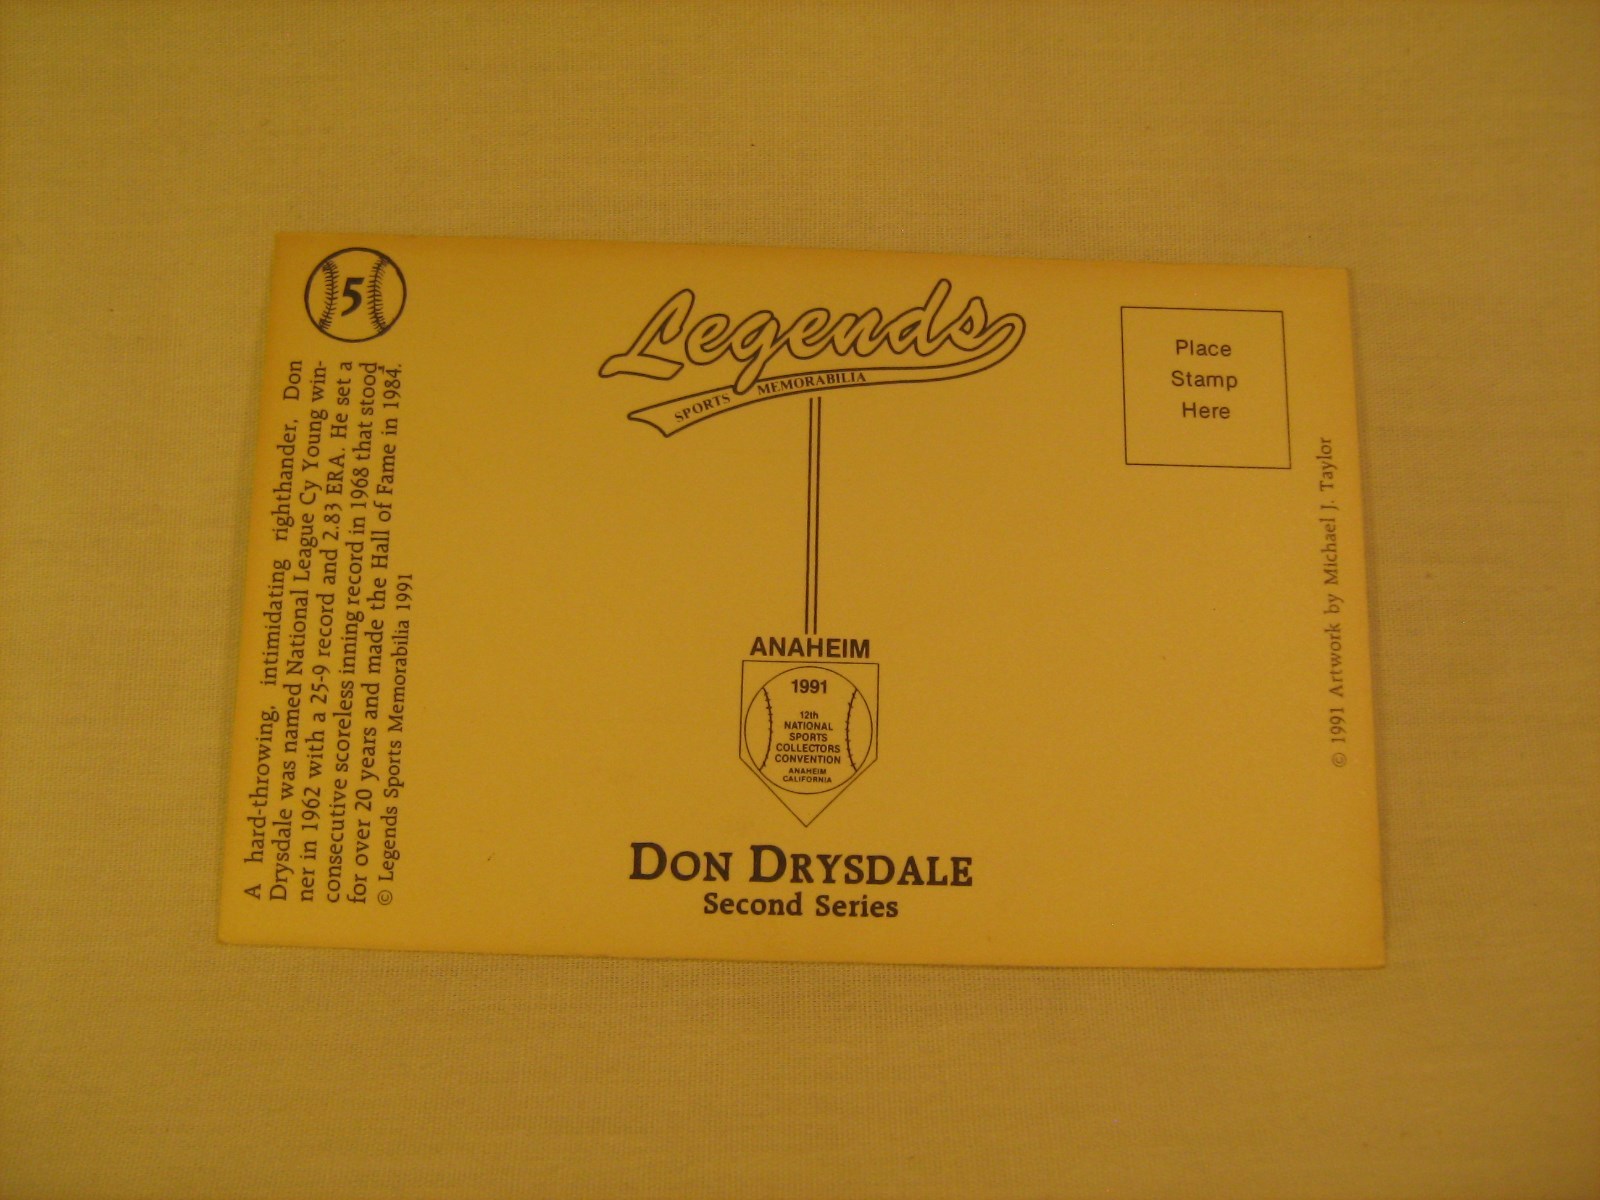 5
A hard-throwing, intimidating righthander, Don
Drysdale was named National League Cy Young win-
ner in 1962 with a 25-9 record and 2.83 ERA. He set a
consecutive scoreless inning record in 1968 that stood
for over 20 years and made the Hall of Fame in 1984.
© Legends Sports Memorabilia 1991
Legends
SPORTS MEMORABILIA
Place
Stamp
Here
ANAHEIM
1991
12th
NATIONAL
SPORTS
COLLECTORS
CONVENTION
ANAHEIM
CALIFORNIA
DON DRYSDALE
Second Series
© 1991 Artwork by Michael J. Taylor